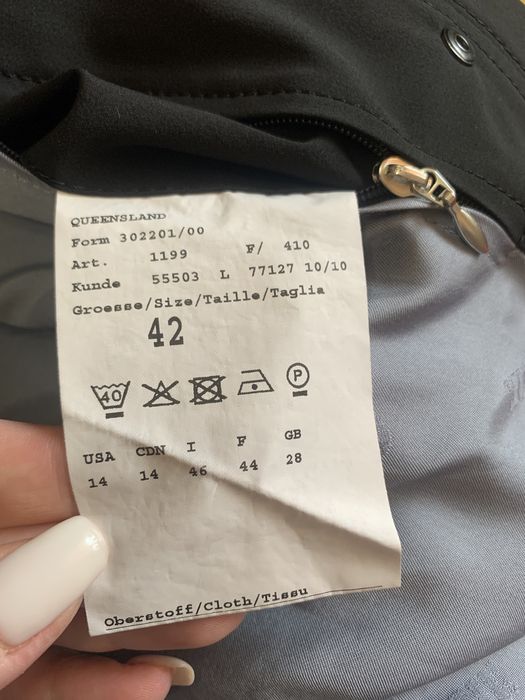 QUEENSLAND
Form 302201/00
Art. 1199 F/ 410
Kunde 55503 L 77127 10/10
Groesse/Size/Taille/Taglia
42
40 P
USA CDN I F GB
14 14 46 44 28
Oberstoff/Cloth/Tissu